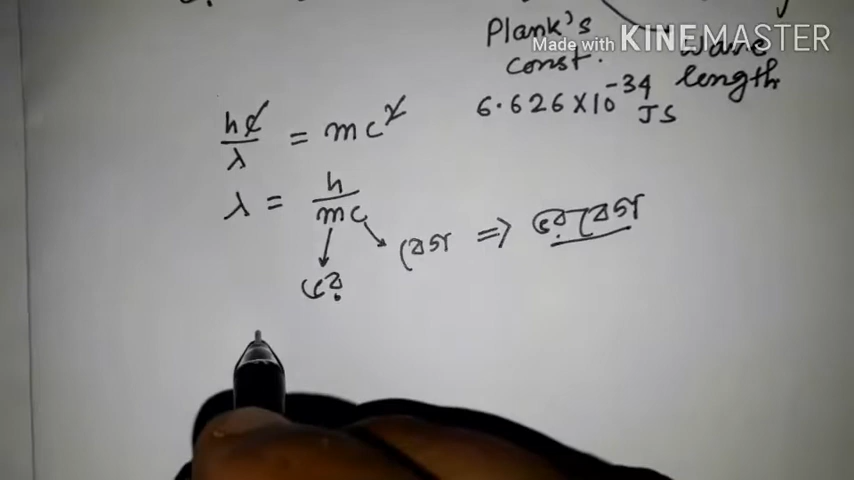 Plank's
const.
Made with KINEMASTER
wave
length
6.626×10⁻³⁴
JS
hc/λ = mc²
λ = h/mc
বেগ ⇒ ভরবেগ
ভর